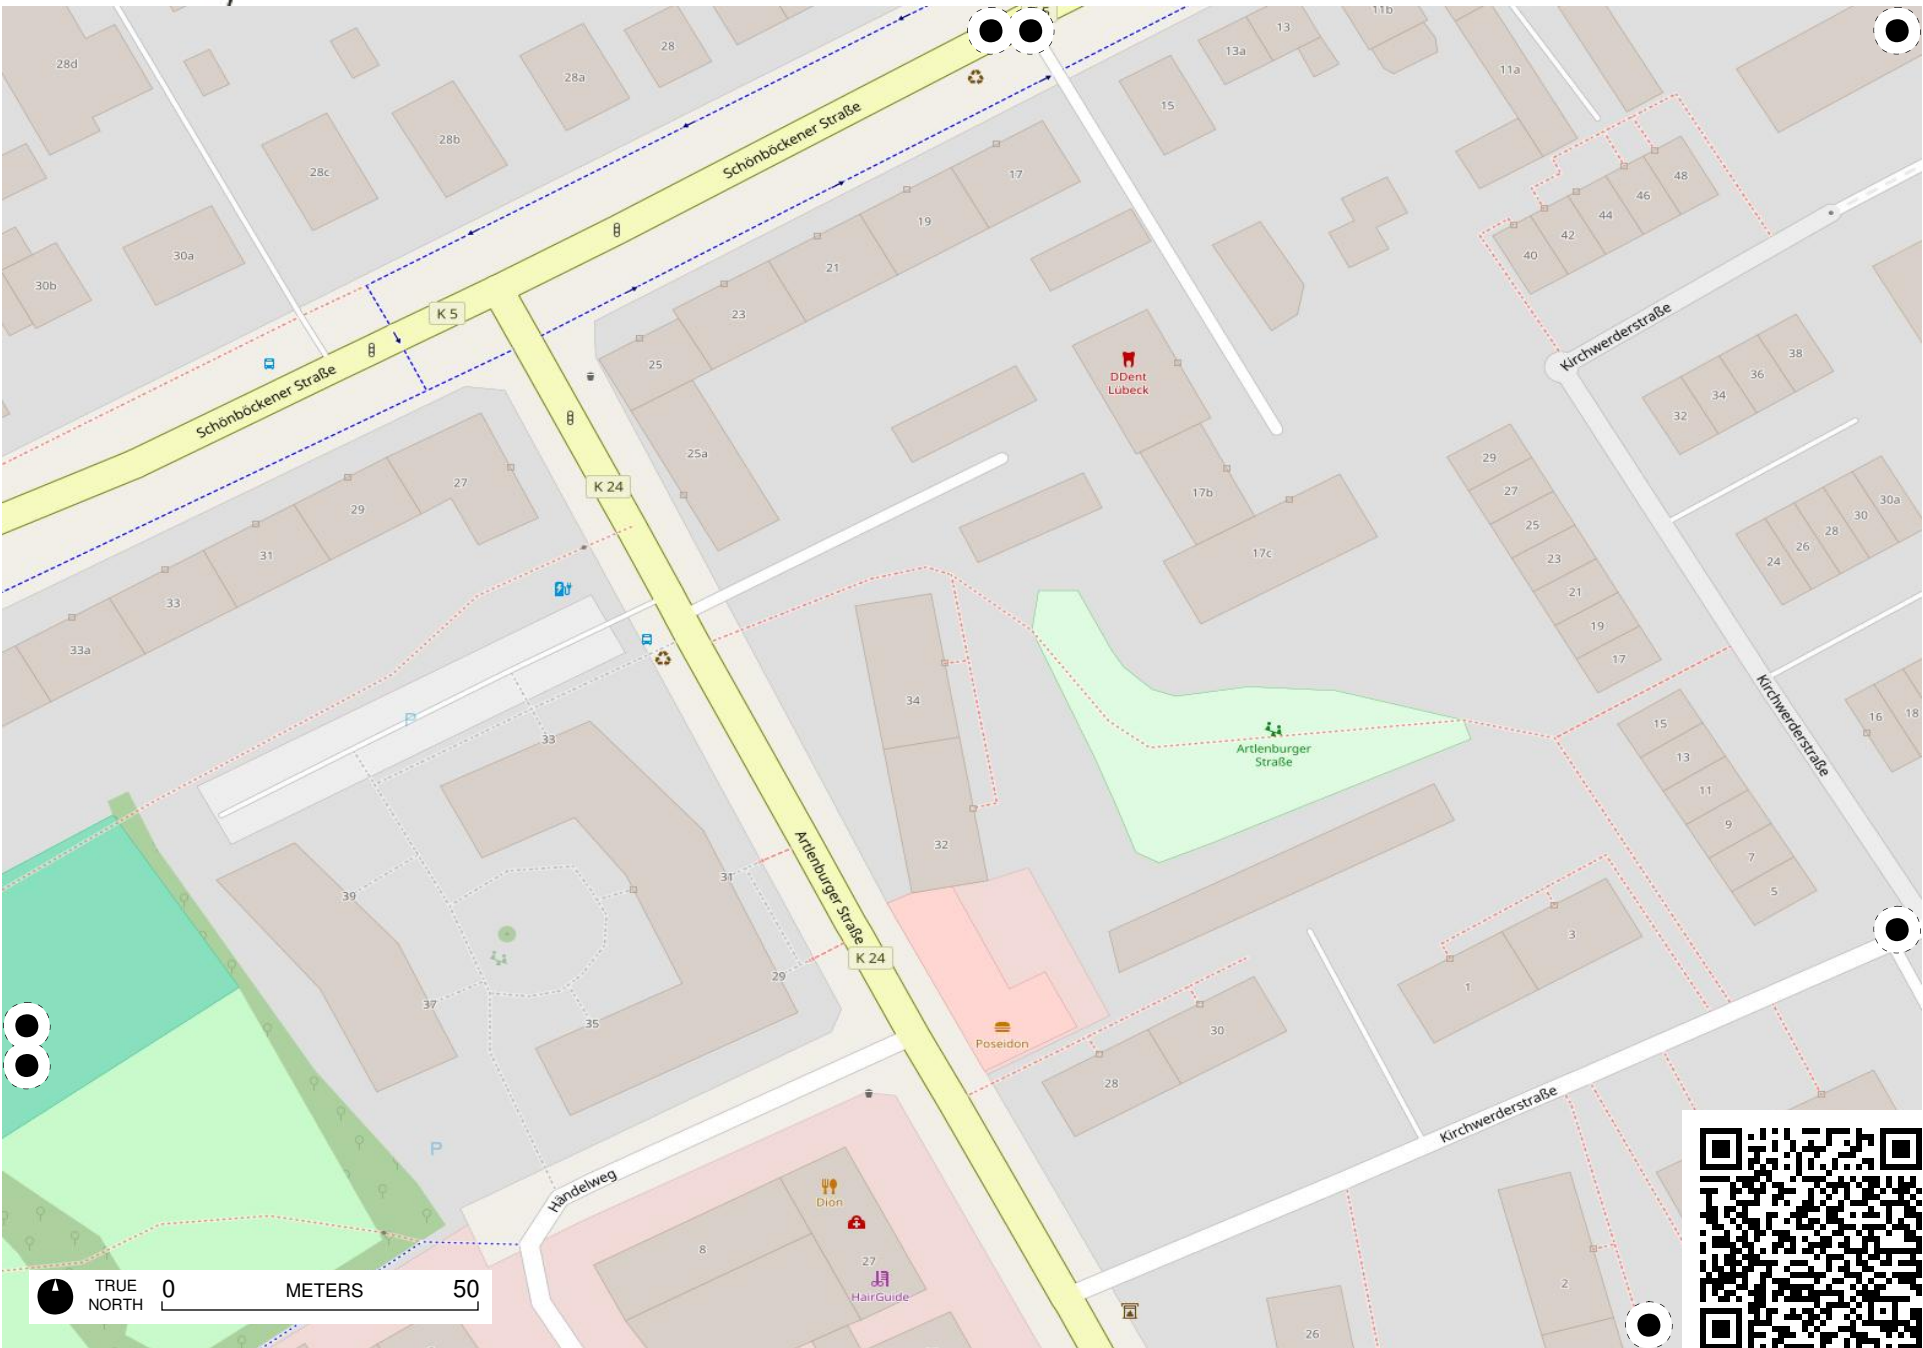 28d
28
28a
28b
28c
30a
30b
13a
13
11b
11a
15
Schönböckener Straße
17
19
21
23
25
25a
K 5
Schönböckener Straße
K 24
27
29
31
33
33a
DDent
Lübeck
17b
17c
48
46
44
42
40
Kirchwerderstraße
38
36
34
32
30a
30
28
26
24
29
27
25
23
21
19
17
15
13
11
9
7
5
16
18
Kirchwerderstraße
34
32
Artlenburger
Straße
33
31
29
39
37
35
Artlenburger Straße
K 24
Poseidon
30
28
3
1
Kirchwerderstraße
P
P
Händelweg
Dion
8
27
HairGuide
26
2
TRUE
NORTH
0 METERS 50